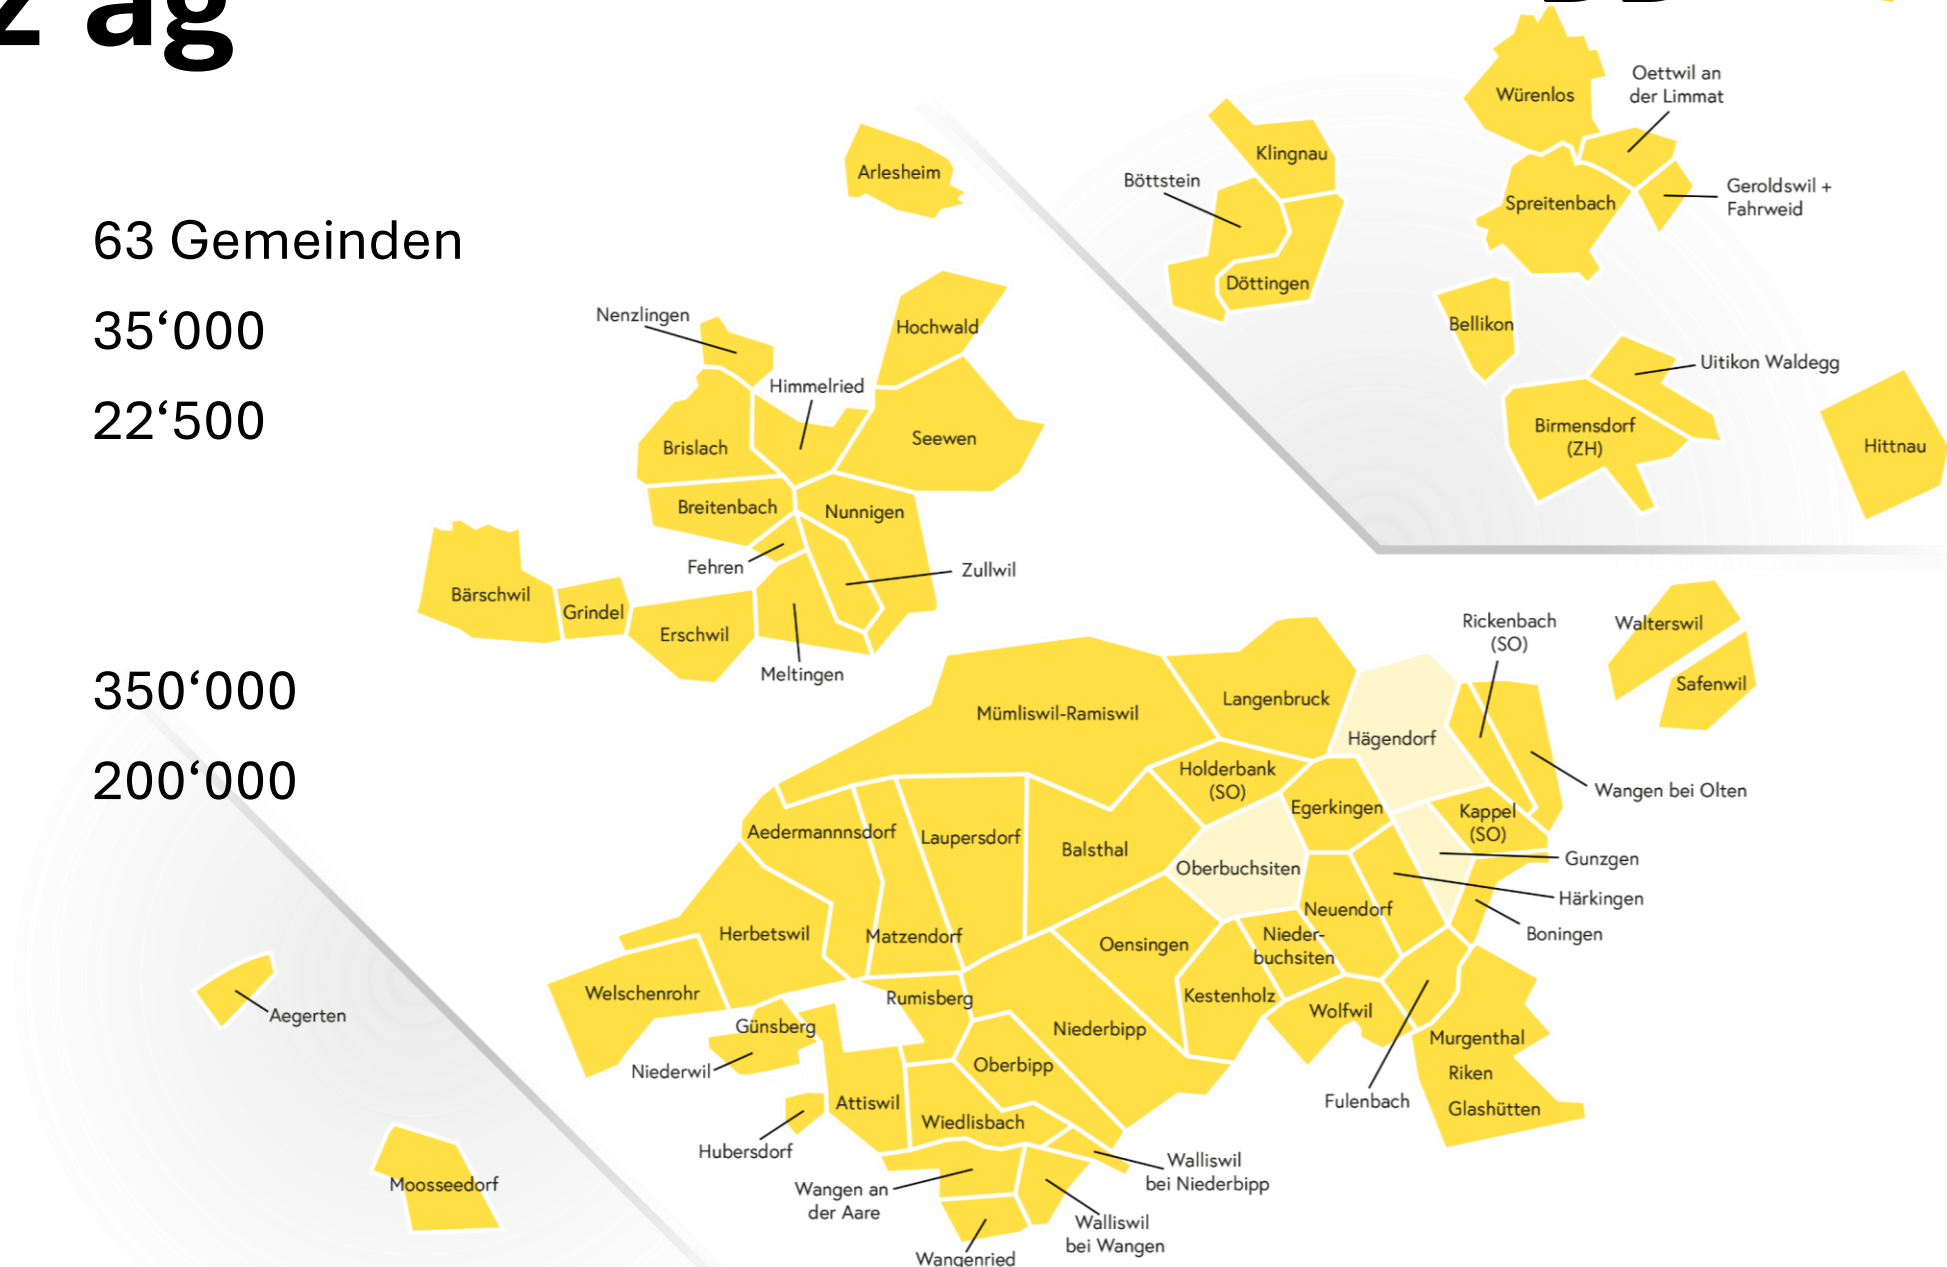 z ag
63 Gemeinden
35‘000
22‘500
350‘000
200‘000
Arlesheim
Nenzlingen
Hochwald
Himmelried
Brislach
Seewen
Breitenbach
Nunnigen
Fehren
Zullwil
Bärschwil
Grindel
Erschwil
Meltingen
Klingnau
Böttstein
Döttingen
Würenlos
Oettwil an
der Limmat
Spreitenbach
Geroldswil +
Fahrweid
Bellikon
Uitikon Waldegg
Birmensdorf
(ZH)
Hittnau
Rickenbach
(SO)
Walterswil
Safenwil
Mümliswil-Ramiswil
Langenbruck
Hägendorf
Holderbank
(SO)
Egerkingen
Wangen bei Olten
Kappel
(SO)
Aedermannnsdorf
Laupersdorf
Balsthal
Oberbuchsiten
Gunzgen
Härkingen
Neuendorf
Boningen
Herbetswil
Matzendorf
Oensingen
Nieder-
buchsiten
Welschenrohr
Rumisberg
Kestenholz
Wolfwil
Günsberg
Niederbipp
Murgenthal
Riken
Glashütten
Niederwil
Oberbipp
Fulenbach
Attiswil
Wiedlisbach
Hubersdorf
Walliswil
bei Niederbipp
Wangen an
der Aare
Walliswil
bei Wangen
Wangenried
Aegerten
Moosseedorf